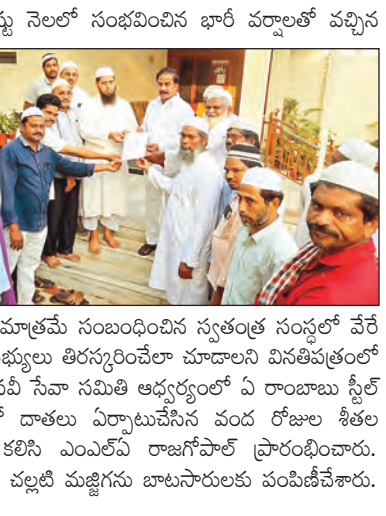 ష్టు నెలలో సంభవించిన భారీ వర్షాలతో వచ్చిన
మాత్రమే సంబంధించిన స్వతంత్ర సంస్థలో వేరే
భ్యులు తిరస్కరించేలా చూడాలని వినతిపత్రంలో
నవీ సేవా సమితి ఆధ్వర్యంలో ఏ రాంబాబు స్టీల్
దాతలు ఏర్పాటుచేసిన వంద రోజుల శీతల
కలిసి ఎంఎల్ఏ రాజగోపాల్ ప్రారంభించారు.
చల్లటి మజ్జిగను బాటసారులకు పంపిణీచేశారు.